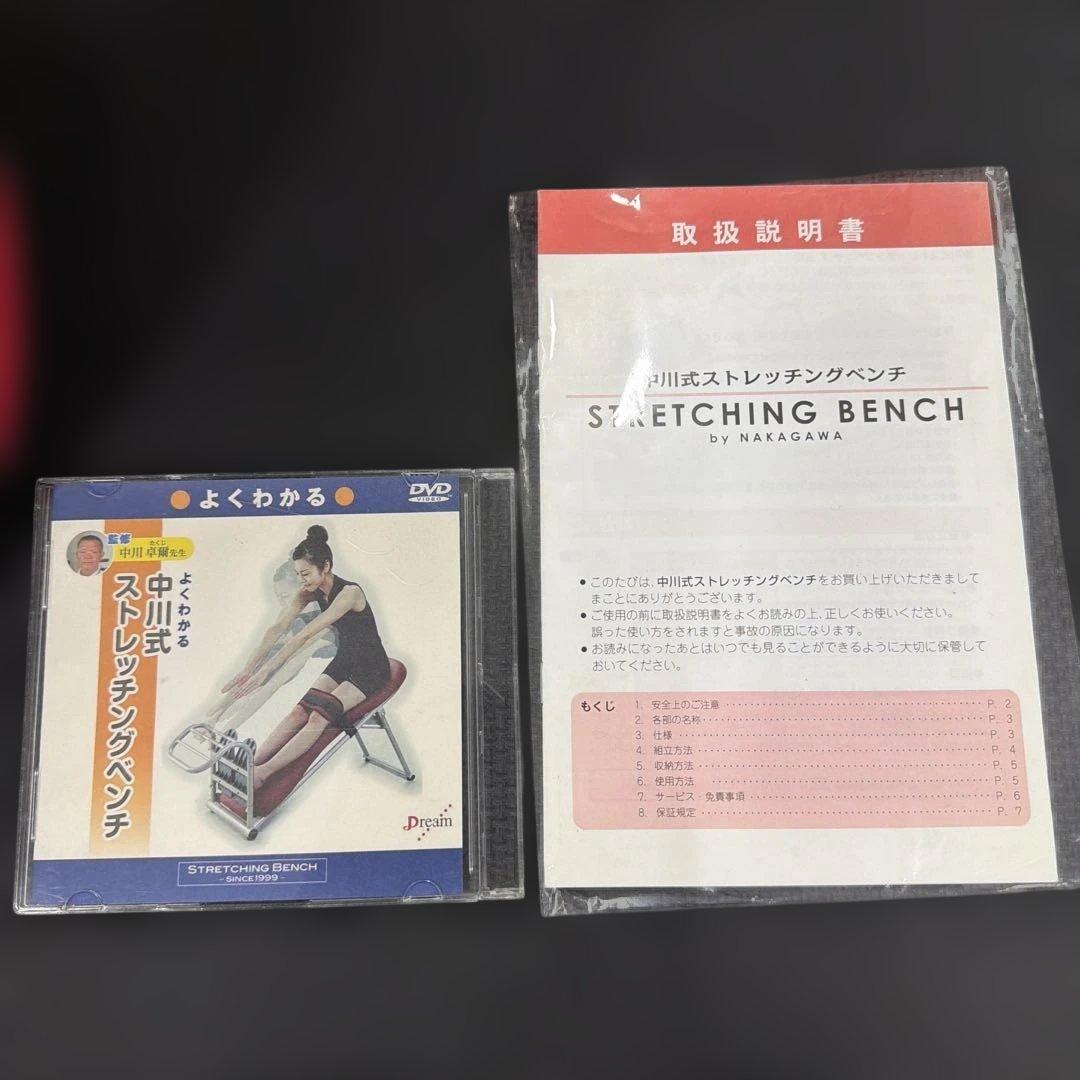 よくわかる
DVD
VIDEO
監修
たくじ
中川 卓爾先生
よくわかる
中川式
ストレッチングベンチ
Dream
STRETCHING BENCH
- SINCE 1999 -
取扱説明書
中川式ストレッチングベンチ
STRETCHING BENCH
by NAKAGAWA
●このたびは、中川式ストレッチングベンチをお買い上げいただきまして
まことにありがとうございます。
●ご使用の前に取扱説明書をよくお読みの上、正しくお使いください。
誤った使い方をされますと事故の原因になります。
●お読みになったあとはいつでも見ることができるように大切に保管して
おいてください。
もくじ
1. 安全上のご注意 ・・・・・・ P. 2
2. 各部の名称 ・・・・・・ P. 3
3. 仕様 ・・・・・・ P. 3
4. 組立方法 ・・・・・・ P. 4
5. 収納方法 ・・・・・・ P. 5
6. 使用方法 ・・・・・・ P. 5
7. サービス・免責事項 ・・・・・・ P. 6
8. 保証規定 ・・・・・・ P. 7